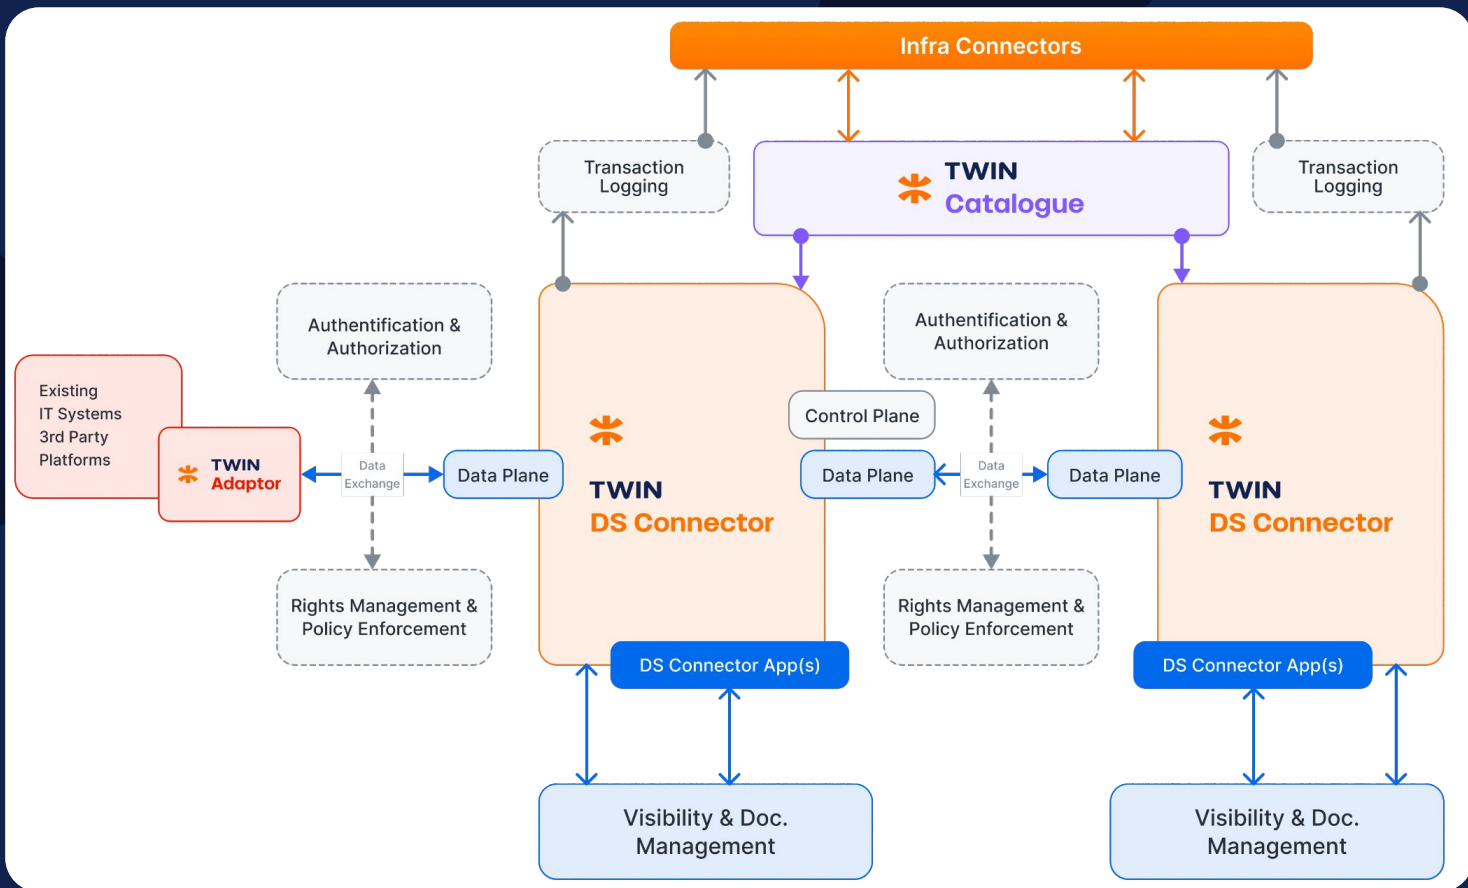 Infra Connectors
Transaction
Logging
TWIN
Catalogue
Transaction
Logging
Authentification &
Authorization
Authentification &
Authorization
Existing
IT Systems
3rd Party
Platforms
TWIN
Adaptor
Data
Exchange
Data Plane
TWIN
DS Connector
Control Plane
Data Plane
Data
Exchange
Data Plane
TWIN
DS Connector
Rights Management &
Policy Enforcement
Rights Management &
Policy Enforcement
DS Connector App(s)
DS Connector App(s)
Visibility & Doc.
Management
Visibility & Doc.
Management